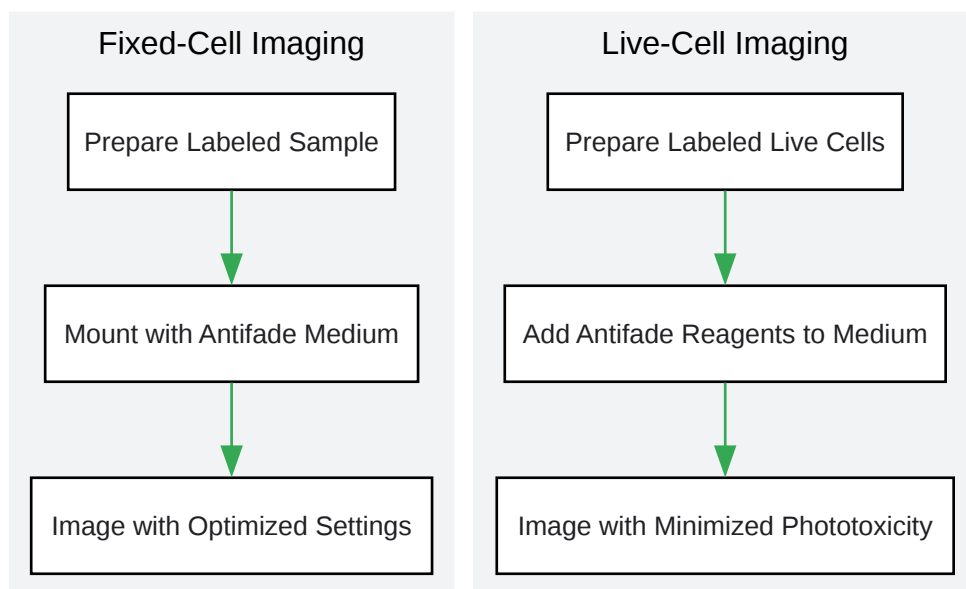 Fixed-Cell Imaging
Prepare Labeled Sample
Mount with Antifade Medium
Image with Optimized Settings
Live-Cell Imaging
Prepare Labeled Live Cells
Add Antifade Reagents to Medium
Image with Minimized Phototoxicity